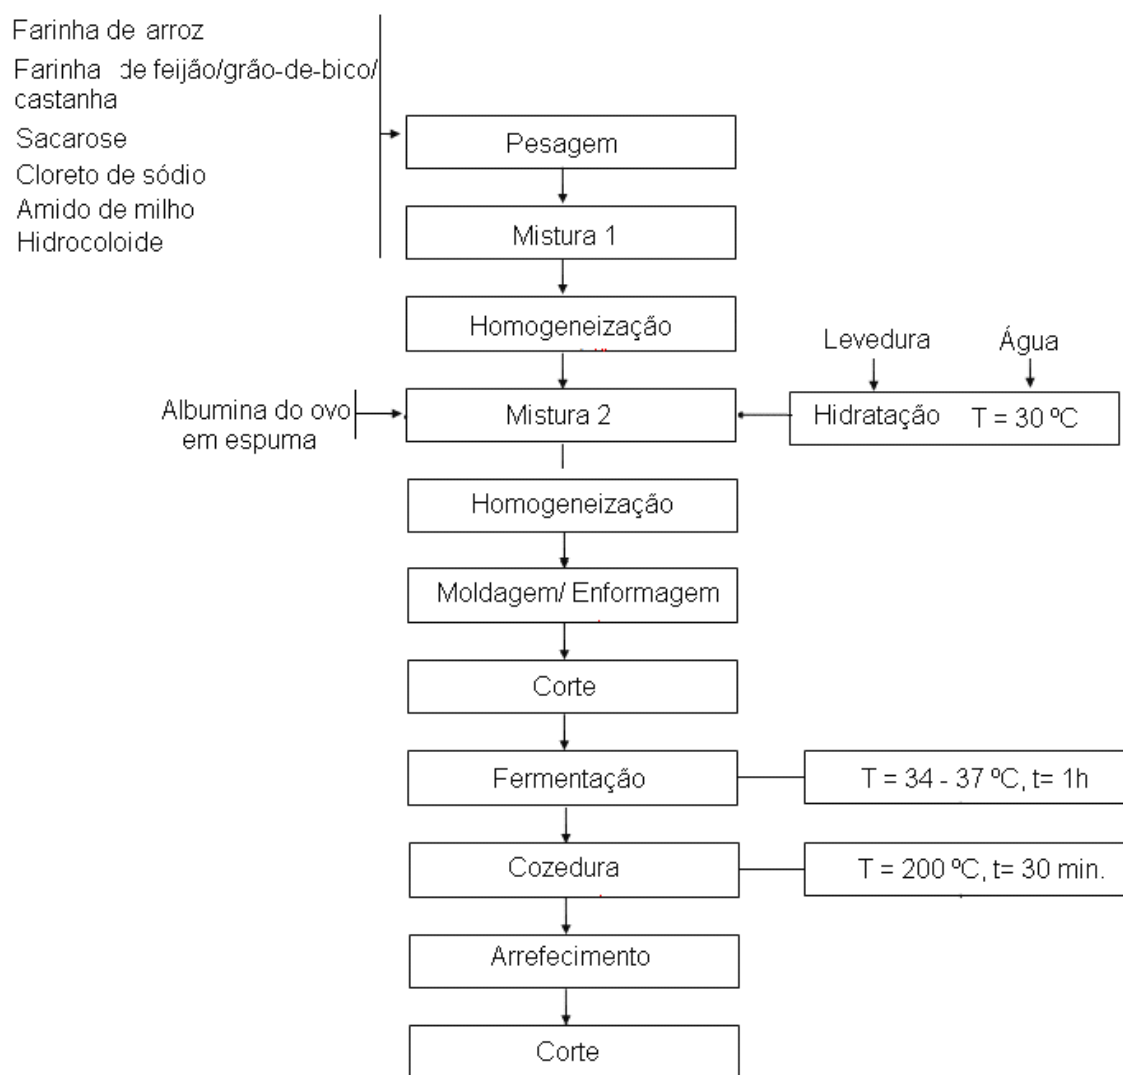 Farinha de arroz
Farinha de feijão/grão-de-bico/
castanha
Sacarose
Cloreto de sódio
Amido de milho
Hidrocoloide
Pesagem
Mistura 1
Homogeneização
Levedura
Água
Hidratação T = 30 ºC
Albumina do ovo
em espuma
Mistura 2
Homogeneização
Moldagem/ Enformagem
Corte
Fermentação
T = 34 - 37 ºC, t= 1h
Cozedura
T = 200 ºC, t= 30 min.
Arrefecimento
Corte